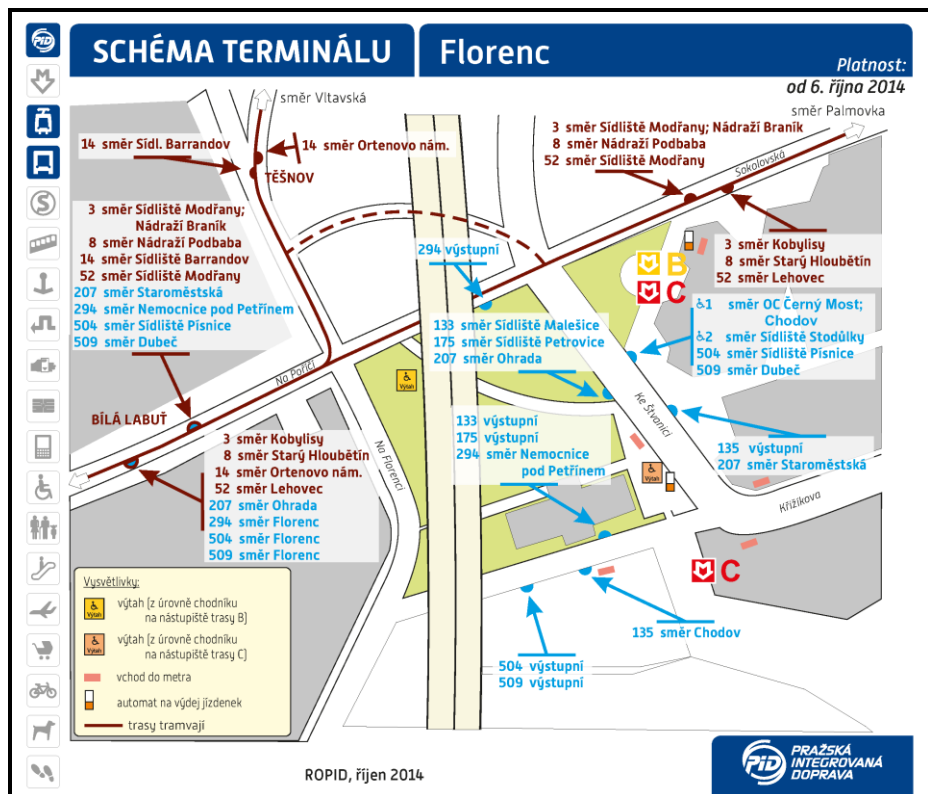 PID
SCHÉMA TERMINÁLU
Florenc
Platnost:
od 6. října 2014
směr Vltavská
směr Palmovka
14 směr Sídl. Barrandov
14 směr Ortenovo nám.
TĚŠNOV
3 směr Sídliště Modřany; Nádraží Braník
8 směr Nádraží Podbaba
52 směr Sídliště Modřany
Sokolovská
3 směr Sídliště Modřany;
Nádraží Braník
8 směr Nádraží Podbaba
14 směr Sídliště Barrandov
52 směr Sídliště Modřany
207 směr Staroměstská
294 směr Nemocnice pod Petřínem
504 směr Sídliště Písnice
509 směr Dubeč
294 výstupní
B
C
3 směr Kobylisy
8 směr Starý Hloubětín
52 směr Lehovec
1 směr OC Černý Most;
Chodov
2 směr Sídliště Stodůlky
504 směr Sídliště Písnice
509 směr Dubeč
133 směr Sídliště Malešice
175 směr Sídliště Petrovice
207 směr Ohrada
Na Poříčí
Výtah
BÍLÁ LABUŤ
Ke Štvanici
133 výstupní
175 výstupní
294 směr Nemocnice
pod Petřínem
3 směr Kobylisy
8 směr Starý Hloubětín
14 směr Ortenovo nám.
52 směr Lehovec
207 směr Ohrada
294 směr Florenc
504 směr Florenc
509 směr Florenc
Na Florenci
135 výstupní
207 směr Staroměstská
Výtah
Křižíkova
C
135 směr Chodov
504 výstupní
509 výstupní
Vysvětlivky:
Výtah
výtah (z úrovně chodníku
na nástupiště trasy B)
Výtah
výtah (z úrovně chodníku
na nástupiště trasy C)
vchod do metra
automat na výdej jízdenek
trasy tramvají
ROPID, říjen 2014
PID
PRAŽSKÁ
INTEGROVANÁ
DOPRAVA